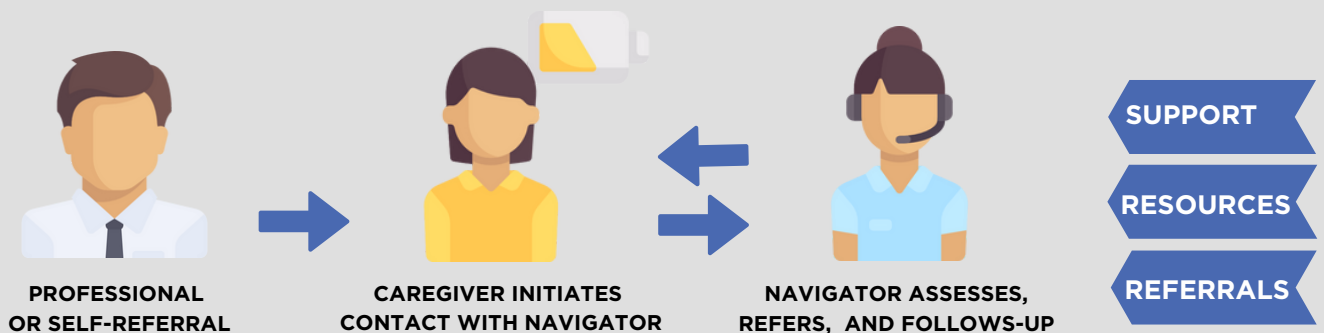 PROFESSIONAL
OR SELF-REFERRAL
CAREGIVER INITIATES
CONTACT WITH NAVIGATOR
NAVIGATOR ASSESSES,
REFERS, AND FOLLOWS-UP
SUPPORT
RESOURCES
REFERRALS